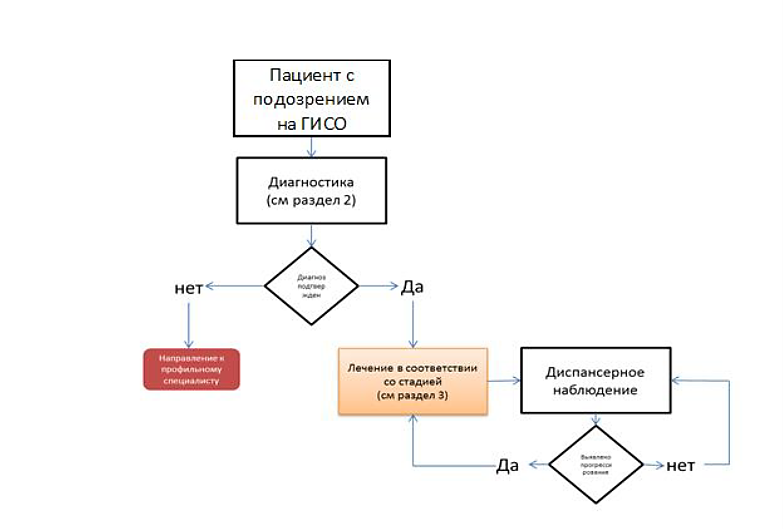 Пациент с
подозрением
на ГИСО
Диагностика
(см раздел 2)
Диагноз
подтвер
жден
нет
Да
Направление к
профильному
специалисту
Лечение в соответствии
со стадией
(см раздел 3)
Диспансерное
наблюдение
Выявлено
прогресси
рование
Да
нет